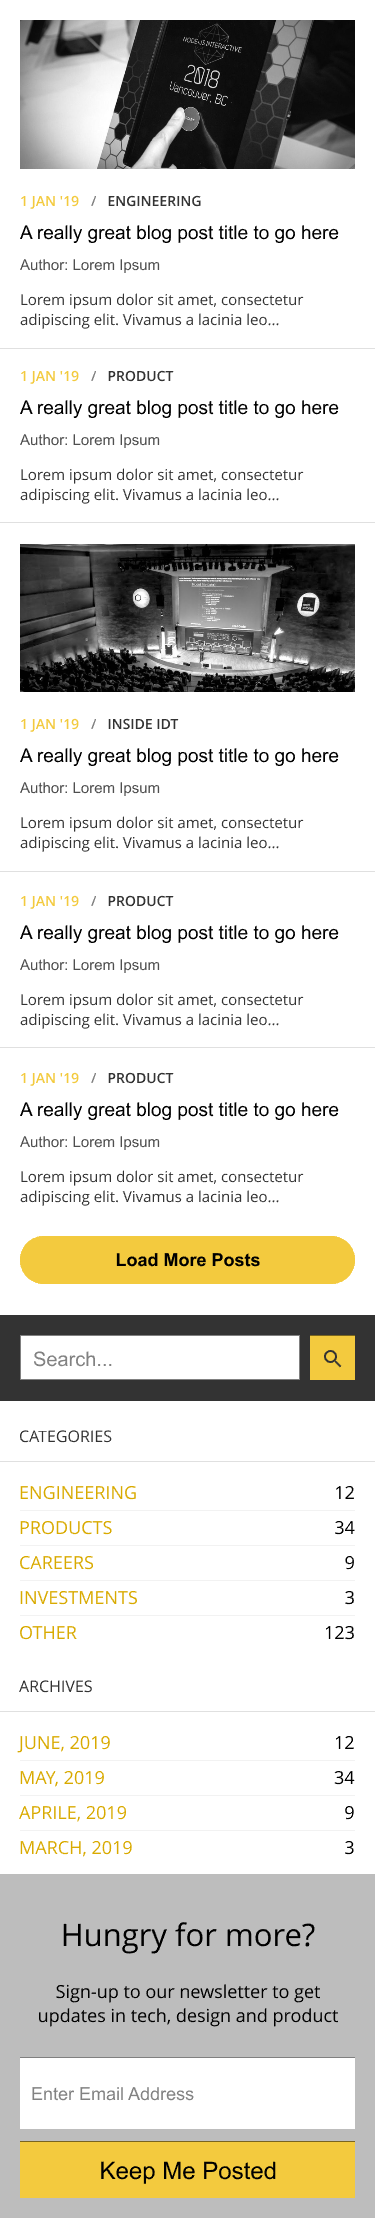 NODE+JS INTERACTIVE
2018
Vancouver, BC
1 JAN '19 / ENGINEERING
A really great blog post title to go here
Author: Lorem Ipsum
Lorem ipsum dolor sit amet, consectetur
adipiscing elit. Vivamus a lacinia leo...
1 JAN '19 / PRODUCT
A really great blog post title to go here
Author: Lorem Ipsum
Lorem ipsum dolor sit amet, consectetur
adipiscing elit. Vivamus a lacinia leo...
1 JAN '19 / INSIDE IDT
A really great blog post title to go here
Author: Lorem Ipsum
Lorem ipsum dolor sit amet, consectetur
adipiscing elit. Vivamus a lacinia leo...
1 JAN '19 / PRODUCT
A really great blog post title to go here
Author: Lorem Ipsum
Lorem ipsum dolor sit amet, consectetur
adipiscing elit. Vivamus a lacinia leo...
1 JAN '19 / PRODUCT
A really great blog post title to go here
Author: Lorem Ipsum
Lorem ipsum dolor sit amet, consectetur
adipiscing elit. Vivamus a lacinia leo...
Load More Posts
Search...
CATEGORIES
ENGINEERING 12
PRODUCTS 34
CAREERS 9
INVESTMENTS 3
OTHER 123
ARCHIVES
JUNE, 2019 12
MAY, 2019 34
APRILE, 2019 9
MARCH, 2019 3
Hungry for more?
Sign-up to our newsletter to get
updates in tech, design and product
Enter Email Address
Keep Me Posted